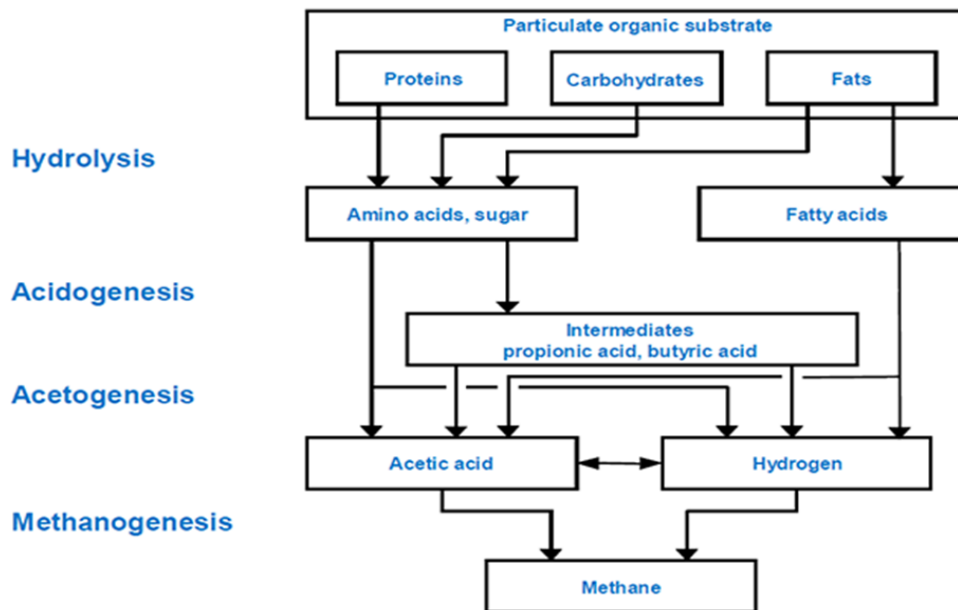 Particulate organic substrate
Proteins
Carbohydrates
Fats
Hydrolysis
Amino acids, sugar
Fatty acids
Acidogenesis
Intermediates
propionic acid, butyric acid
Acetogenesis
Acetic acid
Hydrogen
Methanogenesis
Methane